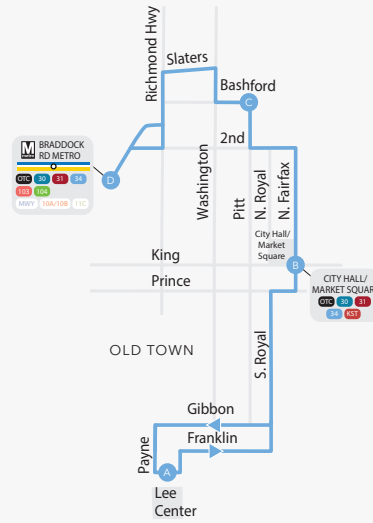 Richmond Hwy
Slaters
Bashford
C
M
BRADDOCK
RD METRO
OTC 30 31 34
103 104
MWY 10A/10B 11C
D
2nd
Washington
Pitt
N. Royal
N. Fairfax
City Hall/
Market
Square
King
B
Prince
CITY HALL/
MARKET SQUAR
OTC 30 31
34 KST
OLD TOWN
S. Royal
Gibbon
Franklin
Payne
A
Lee
Center